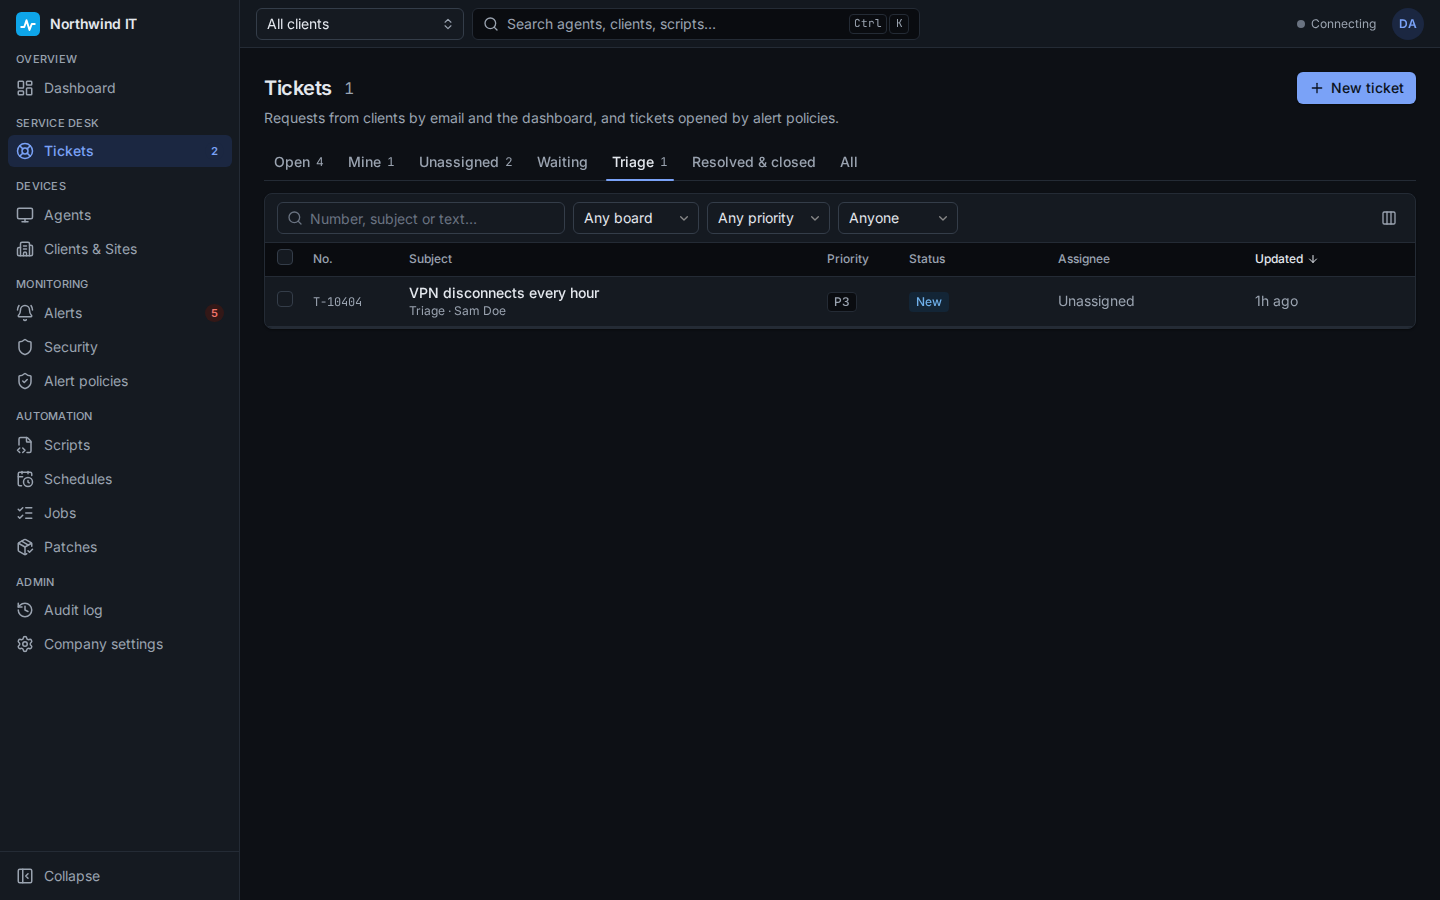 Northwind IT
All clients
Search agents, clients, scripts...
Ctrl K
Connecting
DA
OVERVIEW
Dashboard
SERVICE DESK
Tickets 2
DEVICES
Agents
Clients & Sites
MONITORING
Alerts 5
Security
Alert policies
AUTOMATION
Scripts
Schedules
Jobs
Patches
ADMIN
Audit log
Company settings
Collapse
Tickets 1
New ticket
Requests from clients by email and the dashboard, and tickets opened by alert policies.
Open 4 Mine 1 Unassigned 2 Waiting Triage 1 Resolved & closed All
Number, subject or text... Any board Any priority Anyone
No. Subject Priority Status Assignee Updated
T-10404 VPN disconnects every hour P3 New Unassigned 1h ago
Triage · Sam Doe